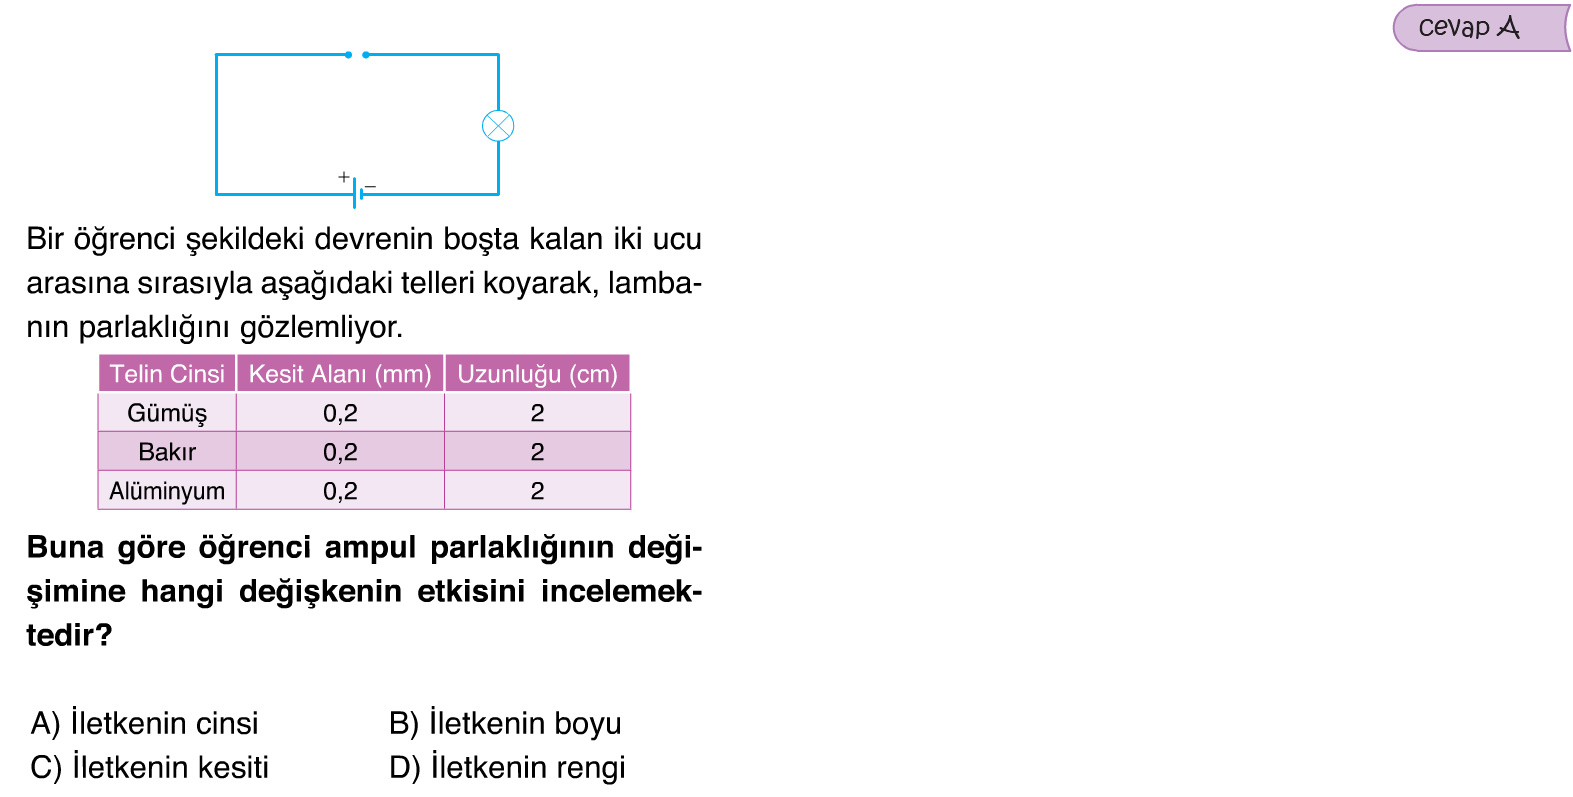 cevap A
+ –
Bir öğrenci şekildeki devrenin boşta kalan iki ucu
arasına sırasıyla aşağıdaki telleri koyarak, lamba-
nın parlaklığını gözlemliyor.
Telin Cinsi Kesit Alanı (mm) Uzunluğu (cm)
Gümüş 0,2 2
Bakır 0,2 2
Alüminyum 0,2 2
Buna göre öğrenci ampul parlaklığının deği-
şimine hangi değişkenin etkisini incelemek-
tedir?
A) İletkenin cinsi B) İletkenin boyu
C) İletkenin kesiti D) İletkenin rengi